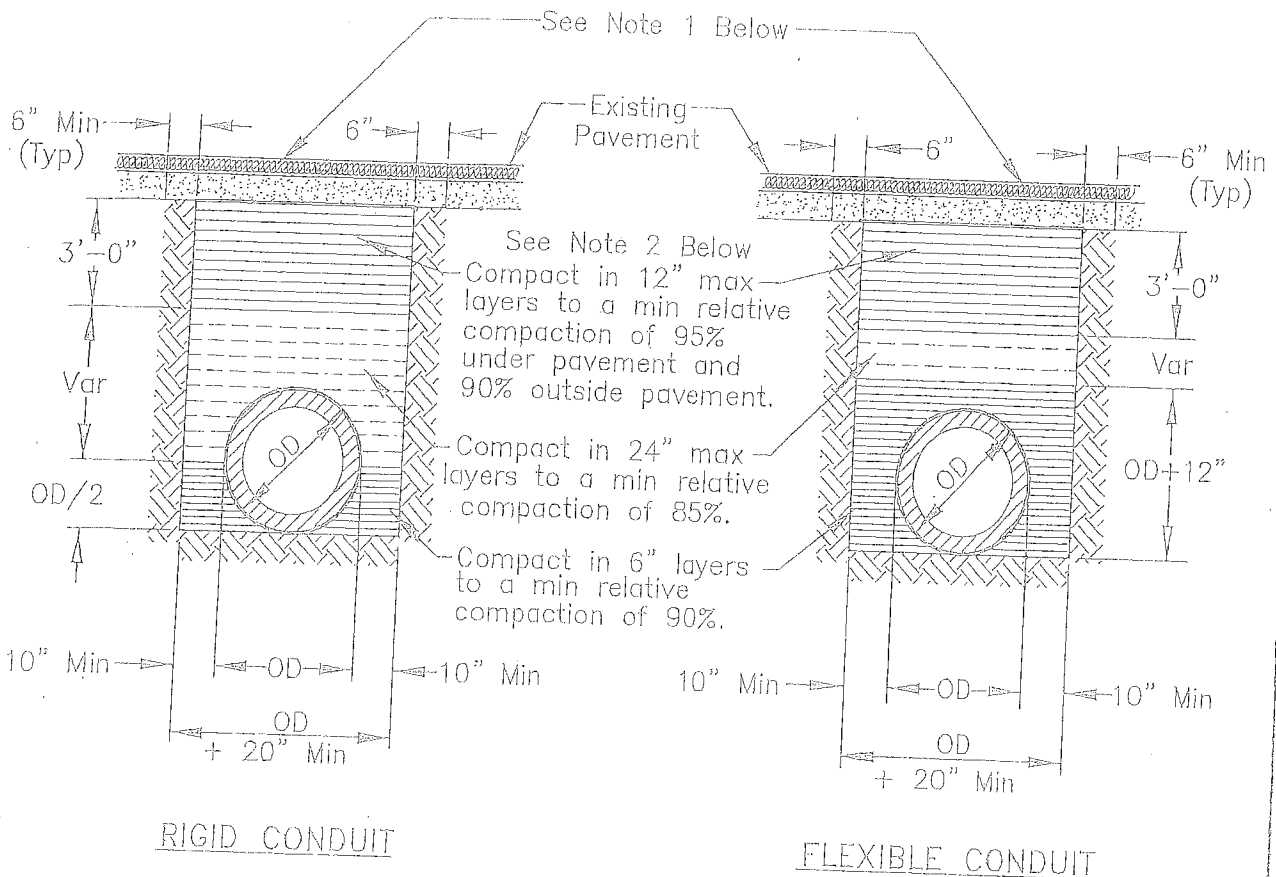 See Note 1 Below
6" Min
(Typ)
6"
Existing
Pavement
6"
6" Min
(Typ)
3'-0"
See Note 2 Below
Compact in 12" max
layers to a min relative
compaction of 95%
under pavement and
90% outside pavement.
3'-0"
Var
Var
OD
Compact in 24" max
layers to a min relative
compaction of 85%.
OD
OD+12"
OD/2
Compact in 6" layers
to a min relative
compaction of 90%.
10" Min
OD
10" Min
10" Min
OD
10" Min
OD
+ 20" Min
OD
+ 20" Min
RIGID CONDUIT
FLEXIBLE CONDUIT